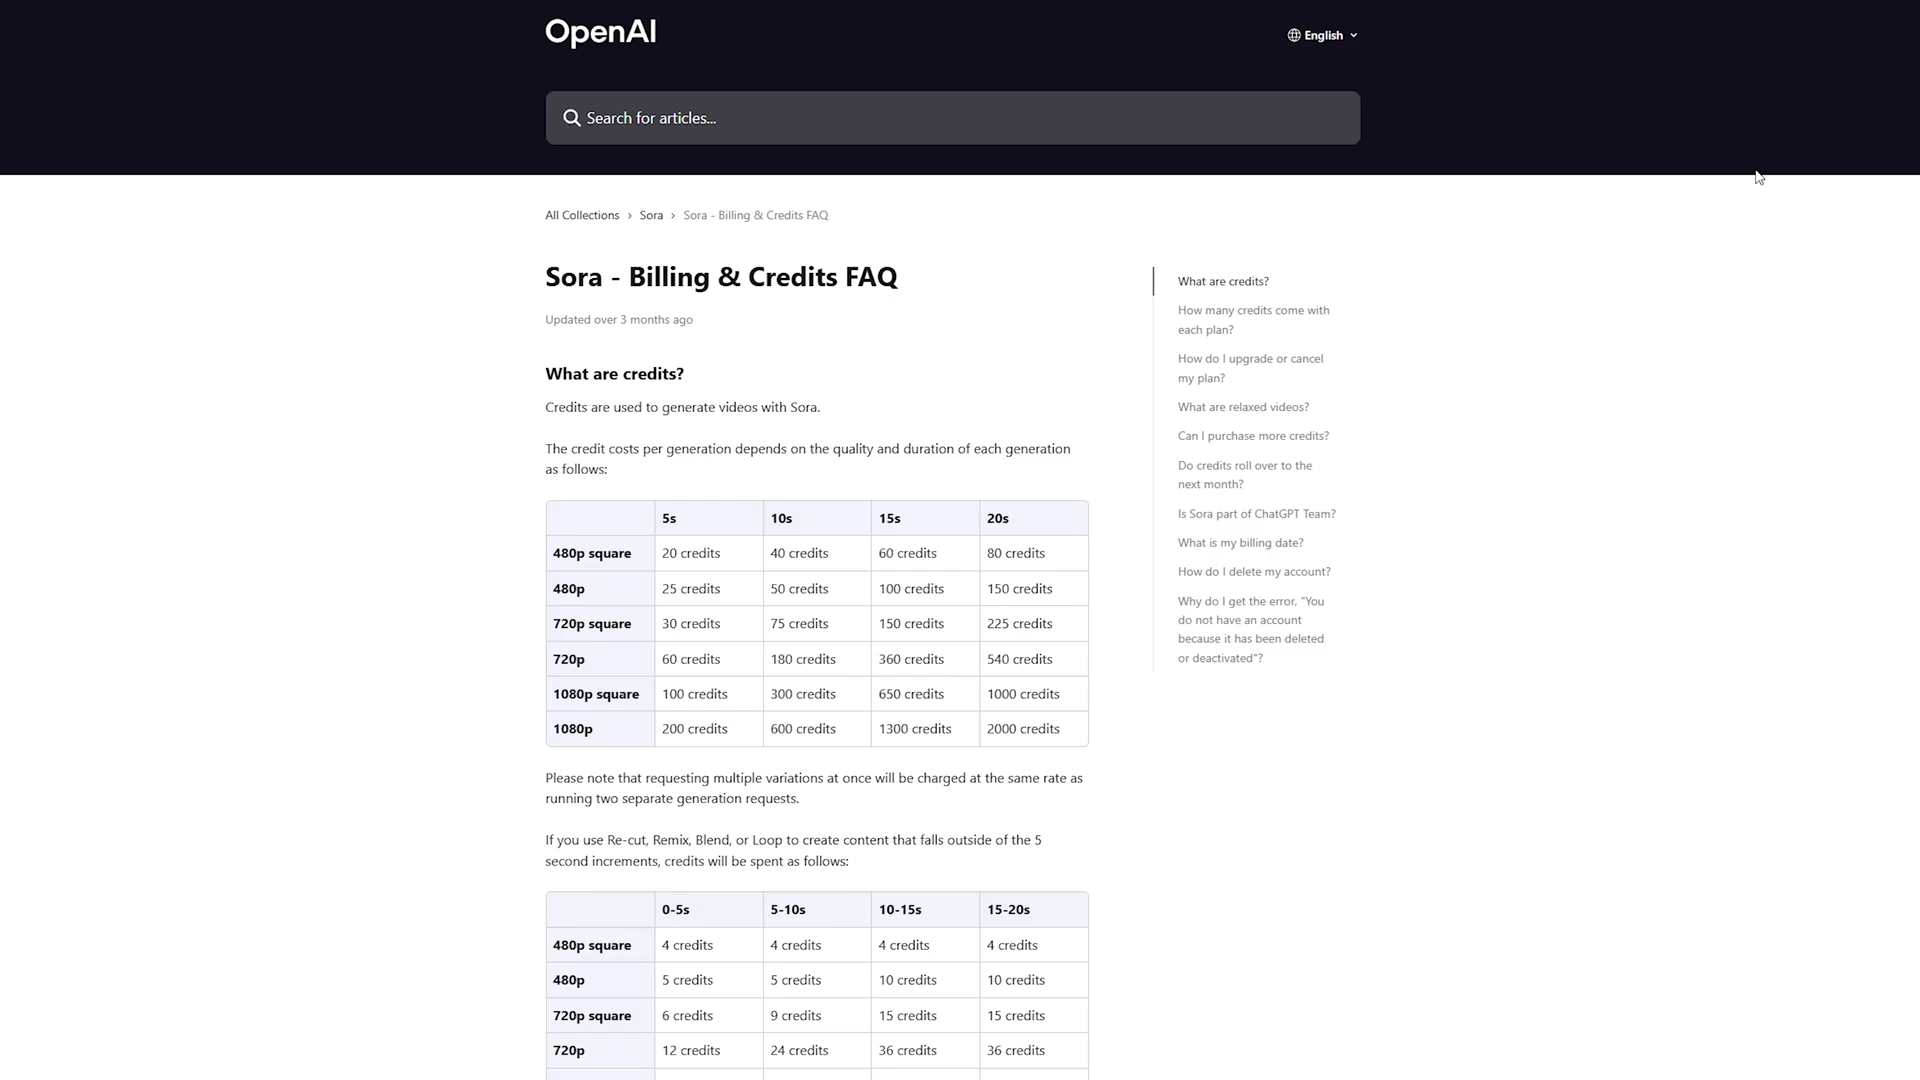 OpenAI
English
Search for articles...
All Collections > Sora > Sora - Billing & Credits FAQ
Sora - Billing & Credits FAQ
Updated over 3 months ago
What are credits?
Credits are used to generate videos with Sora.
The credit costs per generation depends on the quality and duration of each generation
as follows:
5s 10s 15s 20s
480p square 20 credits 40 credits 60 credits 80 credits
480p 25 credits 50 credits 100 credits 150 credits
720p square 30 credits 75 credits 150 credits 225 credits
720p 60 credits 180 credits 360 credits 540 credits
1080p square 100 credits 300 credits 650 credits 1000 credits
1080p 200 credits 600 credits 1300 credits 2000 credits
Please note that requesting multiple variations at once will be charged at the same rate as
running two separate generation requests.
If you use Re-cut, Remix, Blend, or Loop to create content that falls outside of the 5
second increments, credits will be spent as follows:
0-5s 5-10s 10-15s 15-20s
480p square 4 credits 4 credits 4 credits 4 credits
480p 5 credits 5 credits 10 credits 10 credits
720p square 6 credits 9 credits 15 credits 15 credits
720p 12 credits 24 credits 36 credits 36 credits
What are credits?
How many credits come with
each plan?
How do I upgrade or cancel
my plan?
What are relaxed videos?
Can I purchase more credits?
Do credits roll over to the
next month?
Is Sora part of ChatGPT Team?
What is my billing date?
How do I delete my account?
Why do I get the error, "You
do not have an account
because it has been deleted
or deactivated"?